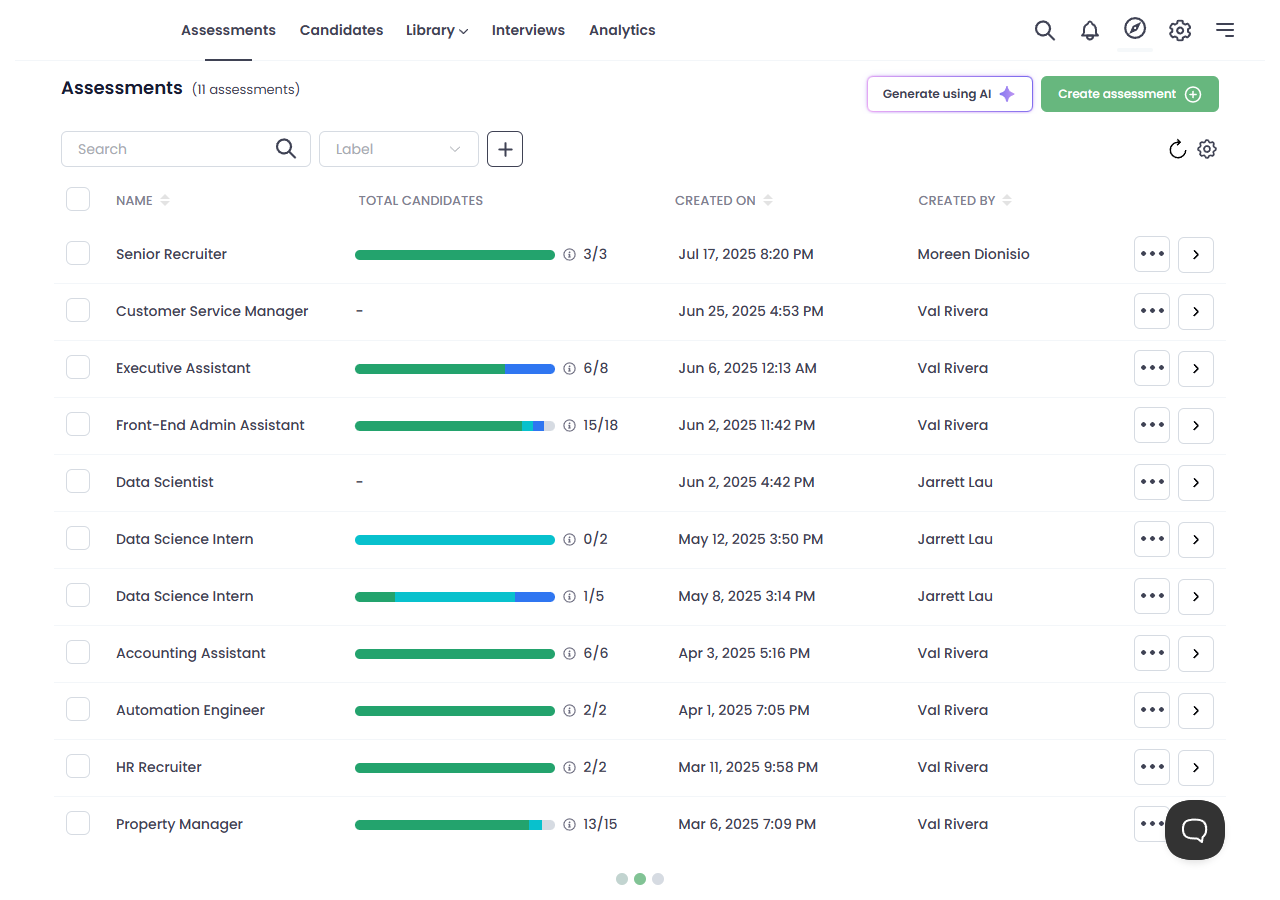 Assessments Candidates Library Interviews Analytics
Assessments (11 assessments)
Generate using AI
Create assessment
Search
Label
NAME TOTAL CANDIDATES CREATED ON CREATED BY
Senior Recruiter 3/3 Jul 17, 2025 8:20 PM Moreen Dionisio
Customer Service Manager - Jun 25, 2025 4:53 PM Val Rivera
Executive Assistant 6/8 Jun 6, 2025 12:13 AM Val Rivera
Front-End Admin Assistant 15/18 Jun 2, 2025 11:42 PM Val Rivera
Data Scientist - Jun 2, 2025 4:42 PM Jarrett Lau
Data Science Intern 0/2 May 12, 2025 3:50 PM Jarrett Lau
Data Science Intern 1/5 May 8, 2025 3:14 PM Jarrett Lau
Accounting Assistant 6/6 Apr 3, 2025 5:16 PM Val Rivera
Automation Engineer 2/2 Apr 1, 2025 7:05 PM Val Rivera
HR Recruiter 2/2 Mar 11, 2025 9:58 PM Val Rivera
Property Manager 13/15 Mar 6, 2025 7:09 PM Val Rivera